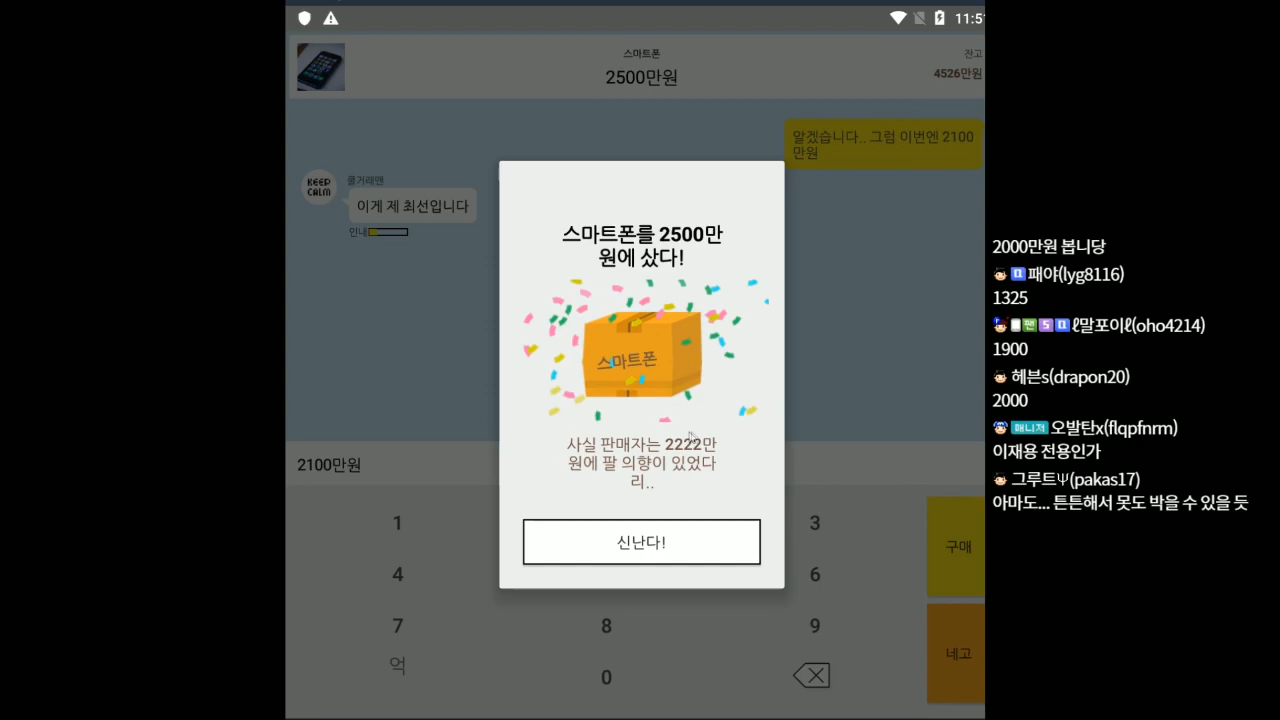 11:51
스마트폰
2500만원
잔고
4526만원
알겠습니다.. 그럼 이번엔 2100
만원
KEEP
CALM
쿨거래맨
이게 제 최선입니다
인내
스마트폰를 2500만
원에 샀다!
스마트폰
사실 판매자는 2222만
원에 팔 의향이 있었다
리..
신난다!
2100만원
1
3
4
6
7
8
9
억
0
구매
네고
2000만원 봅니당
패야(lyg8116)
1325
ℓ말포이ℓ(oho4214)
1900
헤븐s(drapon20)
2000
매니저 오발탄x(flqpfnrm)
이재용 전용인가
그루트Ψ(pakas17)
아마도... 튼튼해서 못도 박을 수 있을 듯